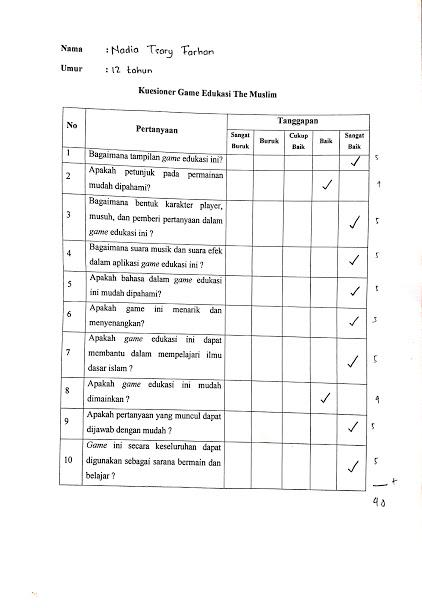 Nama : Nadia Tsary Farhan
Umur : 12 tahun
Kuesioner Game Edukasi The Muslim
No Pertanyaan Tanggapan
Sangat Buruk Buruk Cukup Baik Baik Sangat Baik
1 Bagaimana tampilan game edukasi ini? ✓ 5
2 Apakah petunjuk pada permainan
mudah dipahami? ✓ 4
3 Bagaimana bentuk karakter player,
musuh, dan pemberi pertanyaan dalam
game edukasi ini ? ✓ 5
4 Bagaimana suara musik dan suara efek
dalam aplikasi game edukasi ini ? ✓ 5
5 Apakah bahasa dalam game edukasi
ini mudah dipahami? ✓ 5
6 Apakah game ini menarik dan
menyenangkan? ✓ 5
7 Apakah game edukasi ini dapat
membantu dalam mempelajari ilmu
dasar islam ? ✓ 5
8 Apakah game edukasi ini mudah
dimainkan ? ✓ 4
9 Apakah pertanyaan yang muncul dapat
dijawab dengan mudah ? ✓ 5
10 Game ini secara keseluruhan dapat
digunakan sebagai sarana bermain dan
belajar ? ✓ 5
+